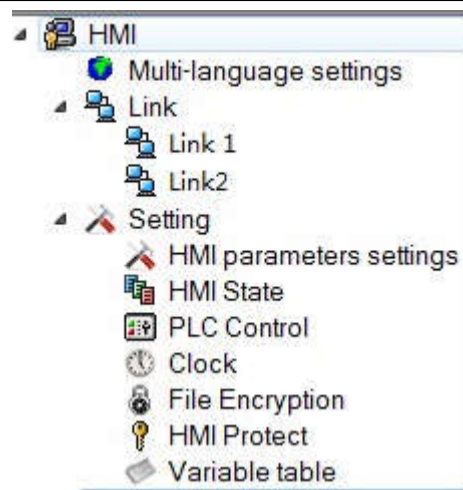 HMI
Multi-language settings
Link
Link 1
Link2
Setting
HMI parameters settings
HMI State
PLC Control
Clock
File Encryption
HMI Protect
Variable table